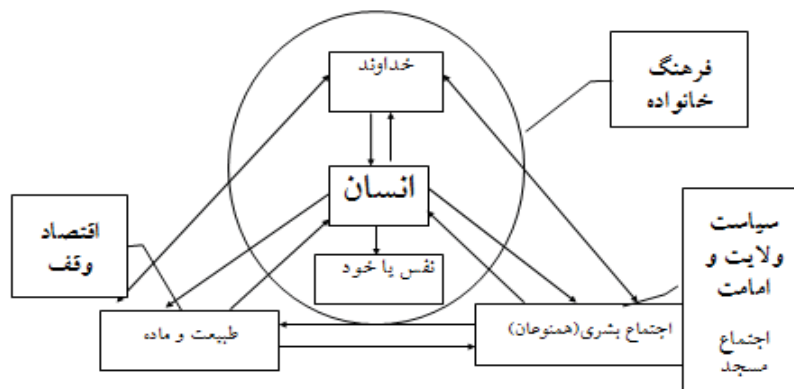 خداوند
فرهنگ
خانواده
انسان
سیاست
ولایت و
امامت
اجتماع
مسجد
اقتصاد
وقف
نفس یا خود
اجتماع بشری(همنوعان)
طبیعت و ماده